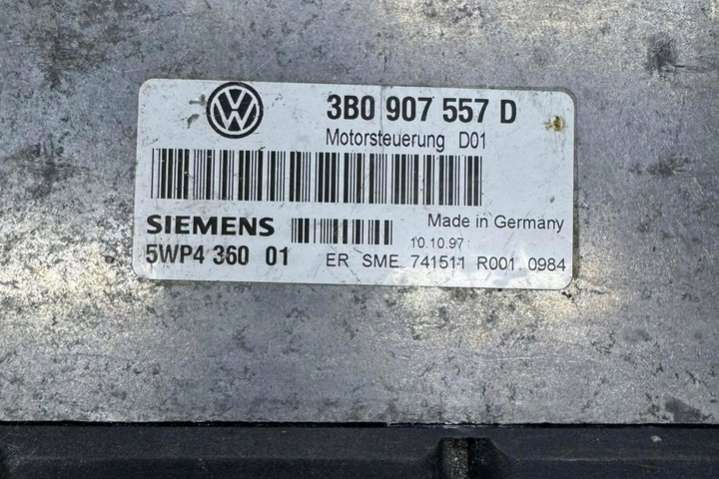 3B0 907 557 D
Motorsteuerung D01
SIEMENS
Made in Germany
10.10.97
5WP4 360 01
ER SME 741511 R001 0984